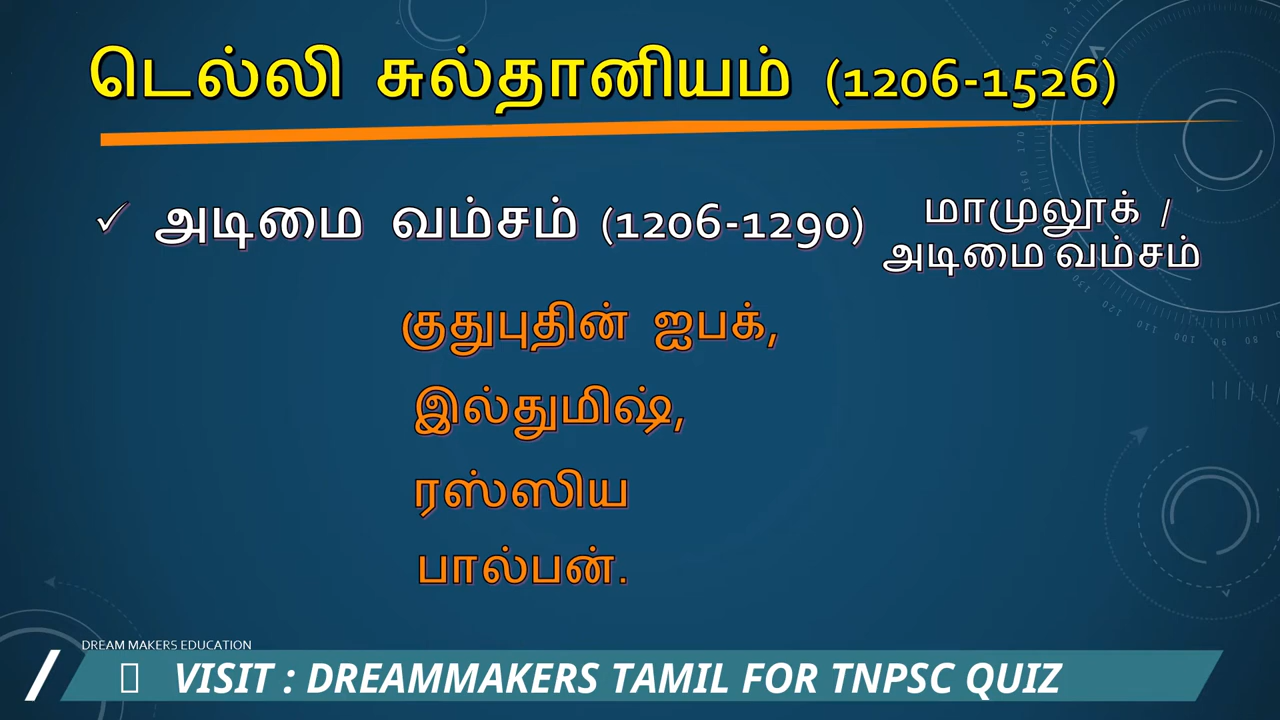 டெல்லி சுல்தானியம் (1206-1526)
✓ அடிமை வம்சம் (1206-1290)
மாமுலூக் /
அடிமை வம்சம்
குதுபுதின் ஐபக்,
இல்துமிஷ்,
ரஸ்ஸிய
பால்பன்.
DREAM MAKERS EDUCATION
VISIT : DREAMMAKERS TAMIL FOR TNPSC QUIZ